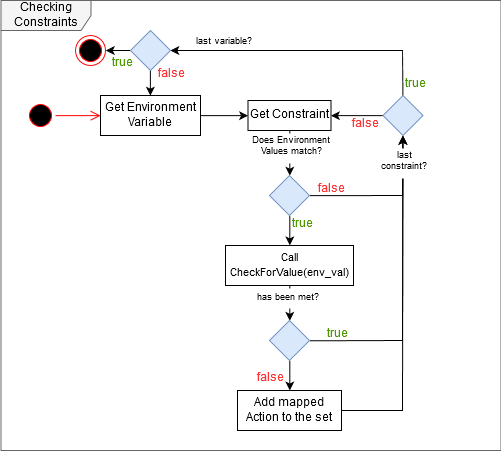 Checking
Constraints
last variable?
true
true
false
Get Environment
Variable
Get Constraint
false
Does Environment
Values match?
last
constraint?
false
true
Call
CheckForValue(env_val)
has been met?
true
false
Add mapped
Action to the set